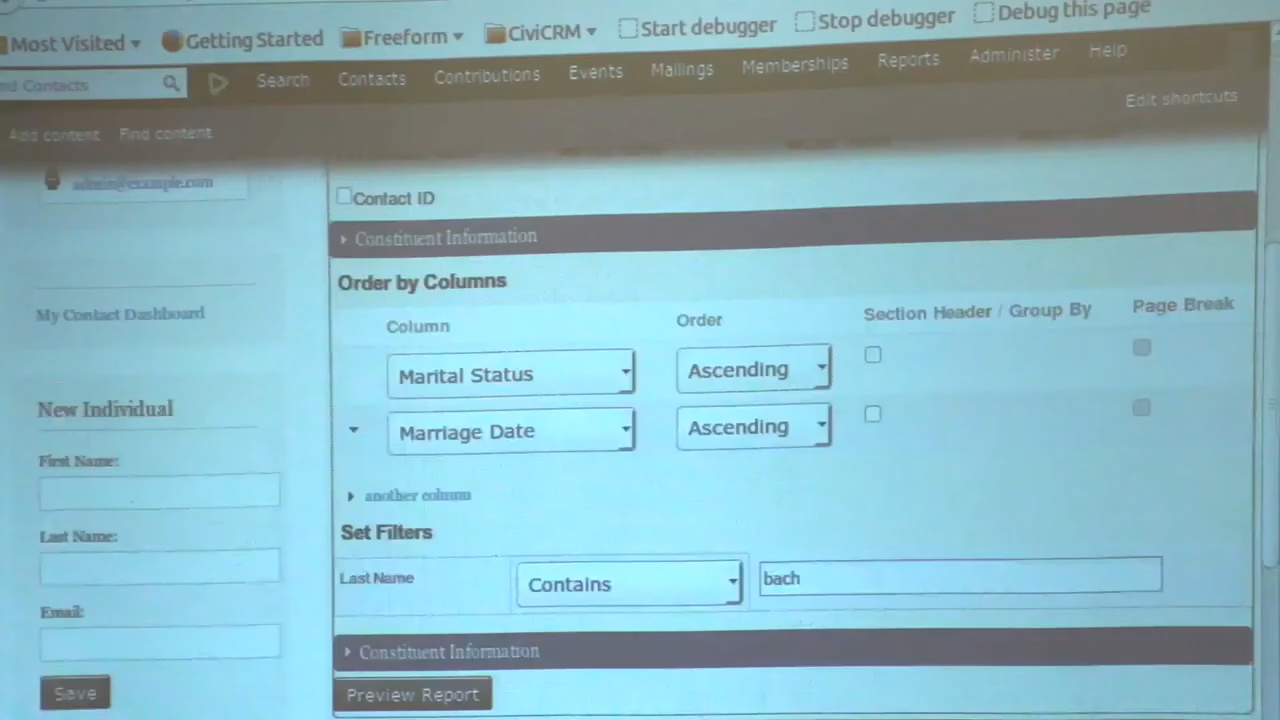 Most Visited Getting Started Freeform CiviCRM Start debugger Stop debugger Debug this page
Contacts Search Contacts Contributions Events Mailings Memberships Reports Administer Help
Edit shortcuts
Add content Find content
admin@example.com
Contact ID
Constituent Information
Order by Columns
My Contact Dashboard
Column Order Section Header / Group By Page Break
Marital Status Ascending
New Individual
Marriage Date Ascending
First Name:
another column
Set Filters
Last Name:
Last Name Contains bach
Email:
Constituent Information
Save
Preview Report